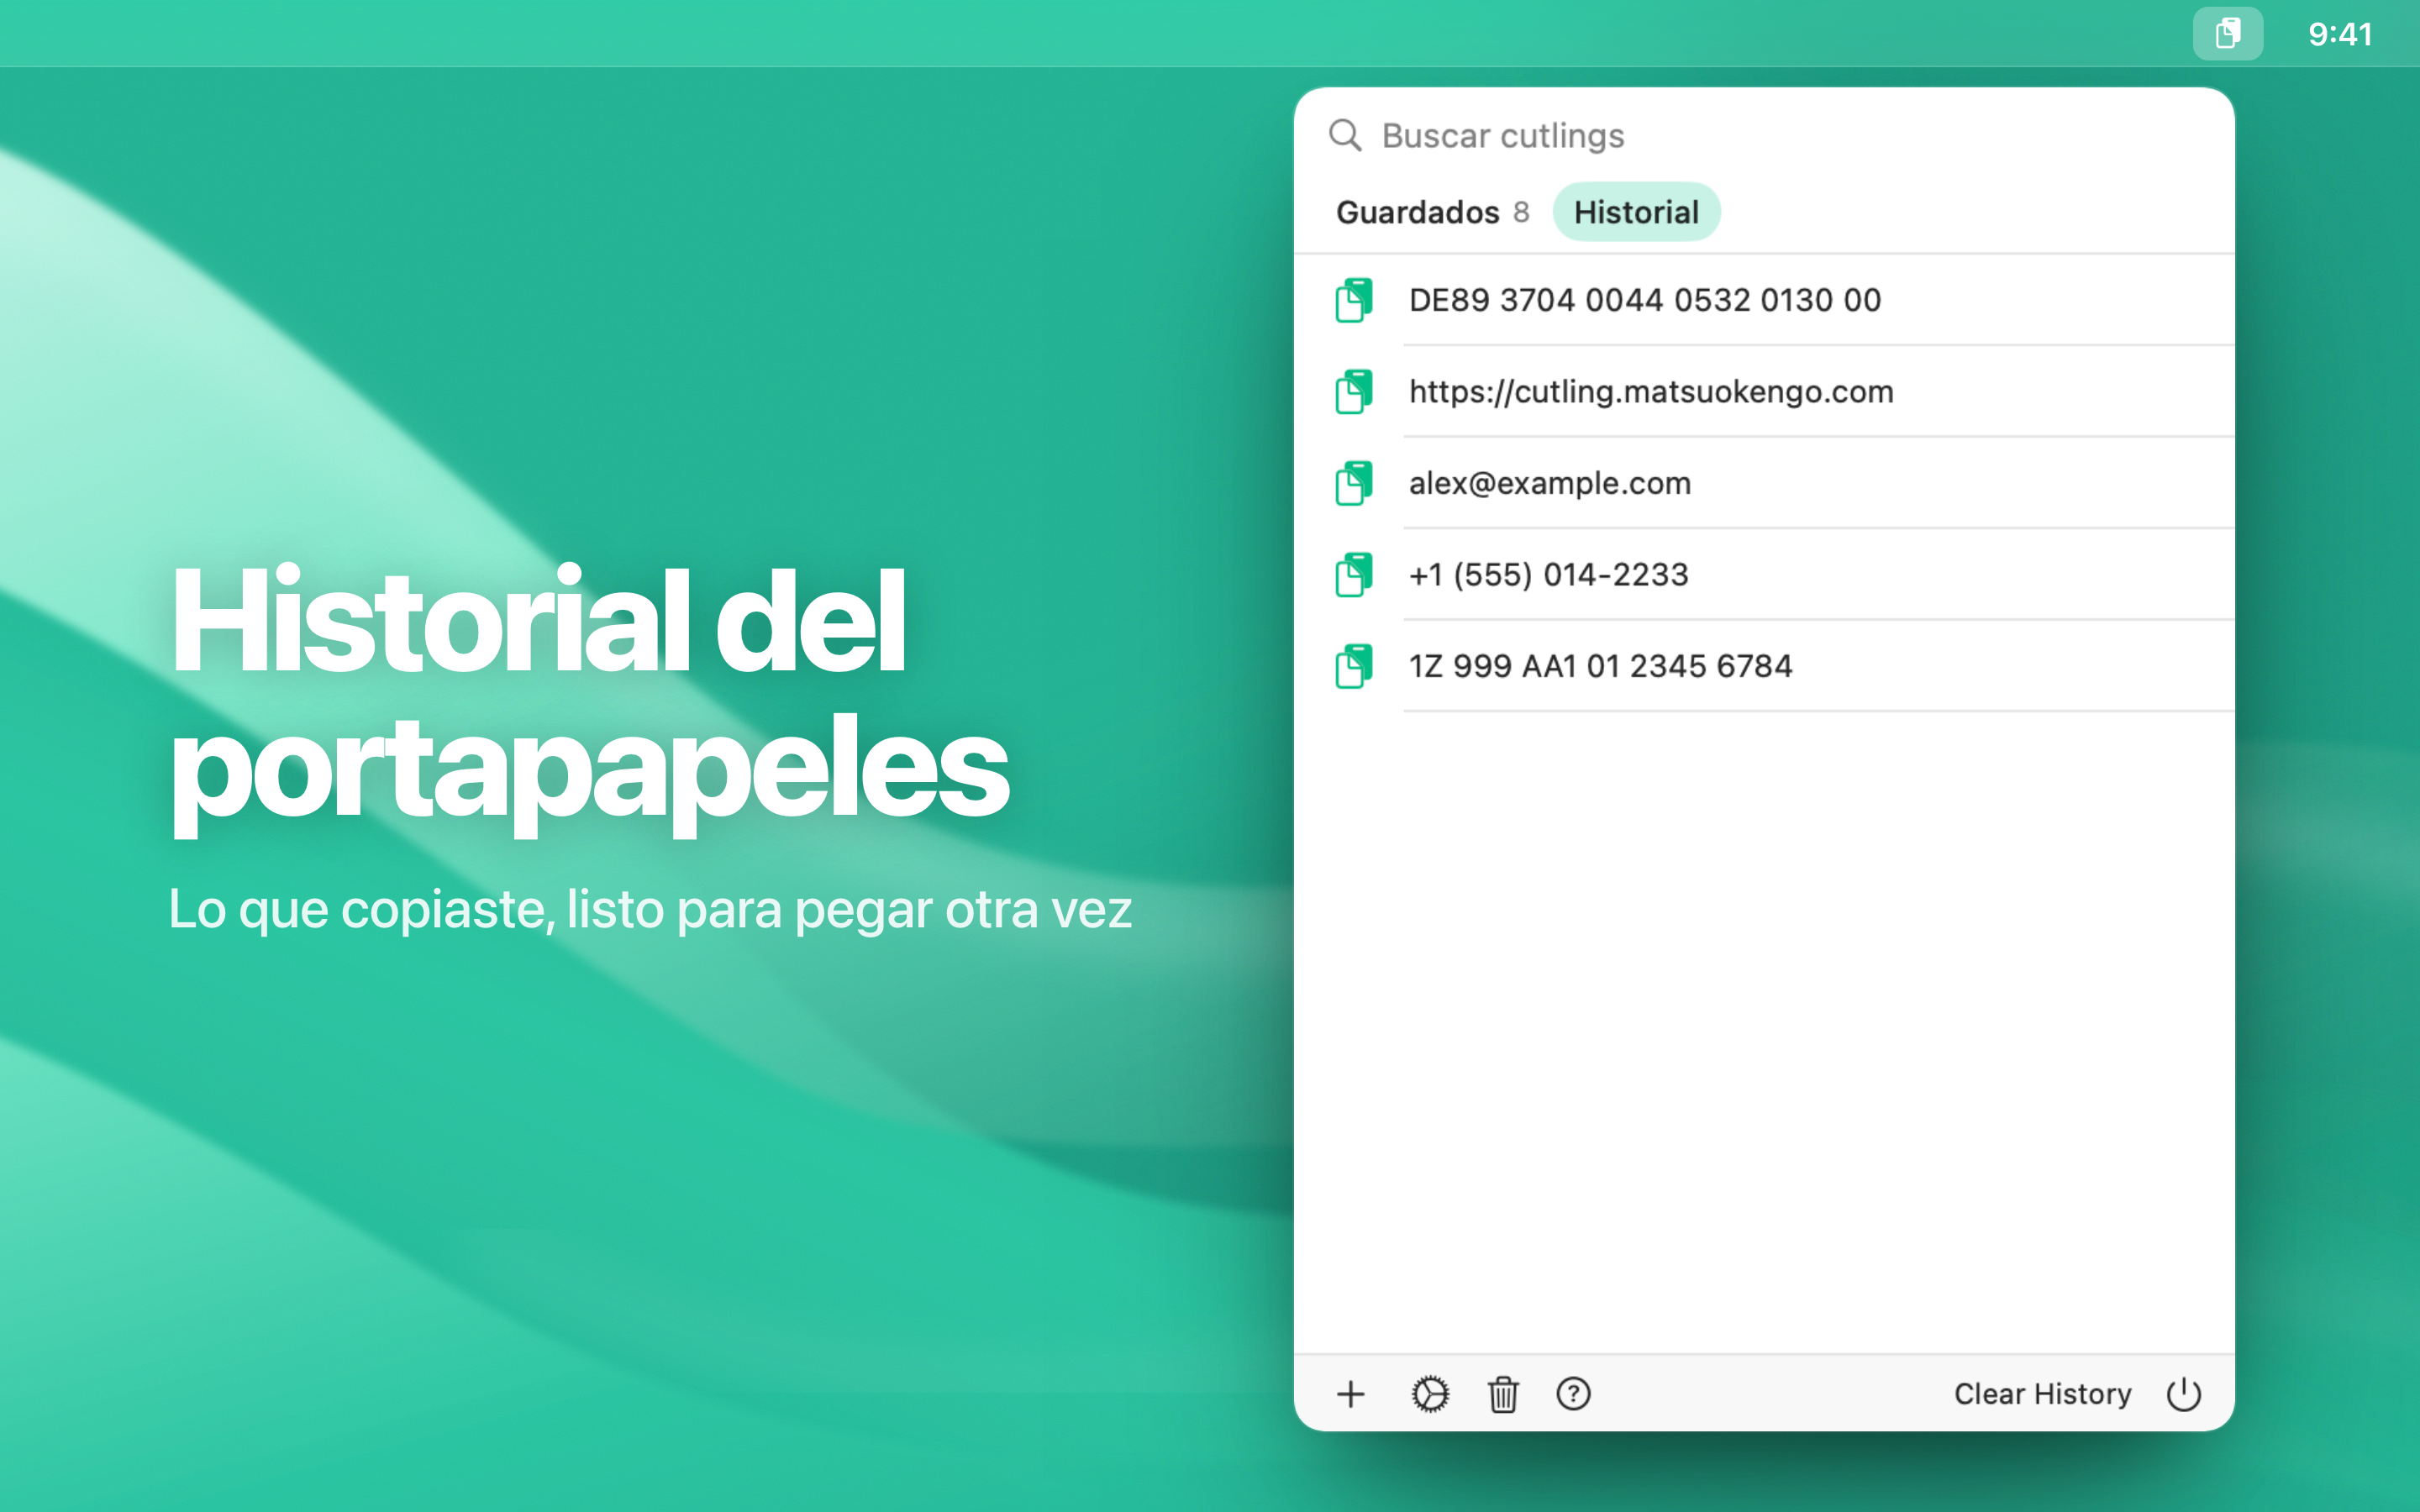 9:41
Buscar cutlings
Guardados 8 Historial
DE89 3704 0044 0532 0130 00
https://cutling.matsuokengo.com
alex@example.com
+1 (555) 014-2233
1Z 999 AA1 01 2345 6784
Historial del
portapapeles
Lo que copiaste, listo para pegar otra vez
Clear History